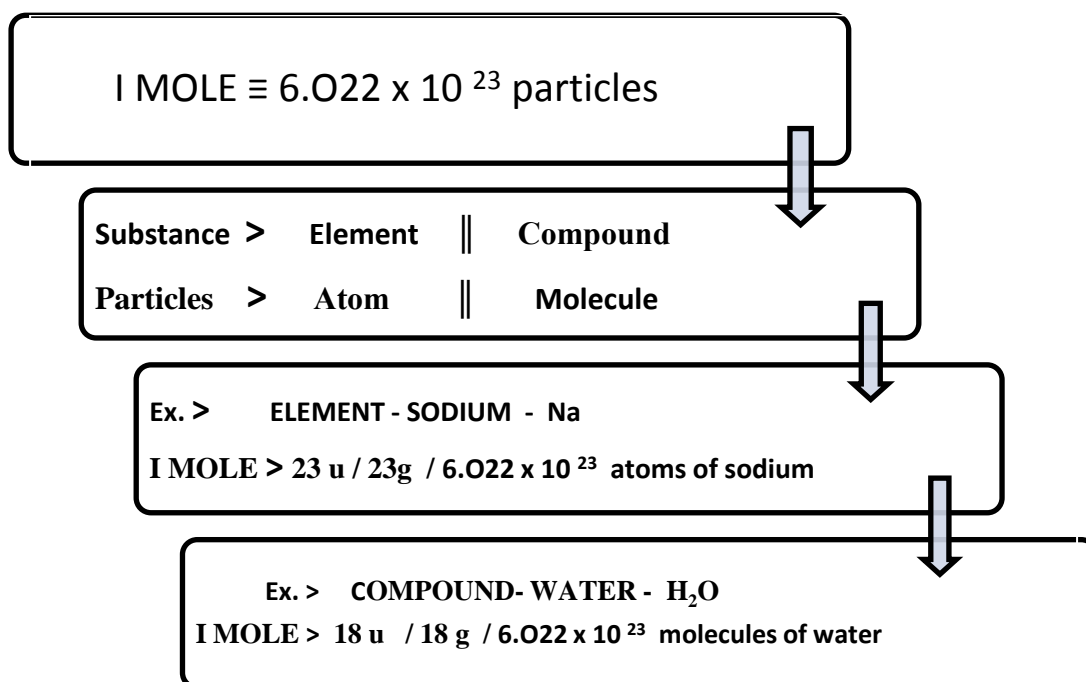 I MOLE ≡ 6.O22 x 10 ²³ particles
Substance > Element ‖ Compound
Particles > Atom ‖ Molecule
Ex. > ELEMENT - SODIUM - Na
I MOLE > 23 u / 23g / 6.O22 x 10 ²³ atoms of sodium
Ex. > COMPOUND- WATER - H₂O
I MOLE > 18 u / 18 g / 6.O22 x 10 ²³ molecules of water